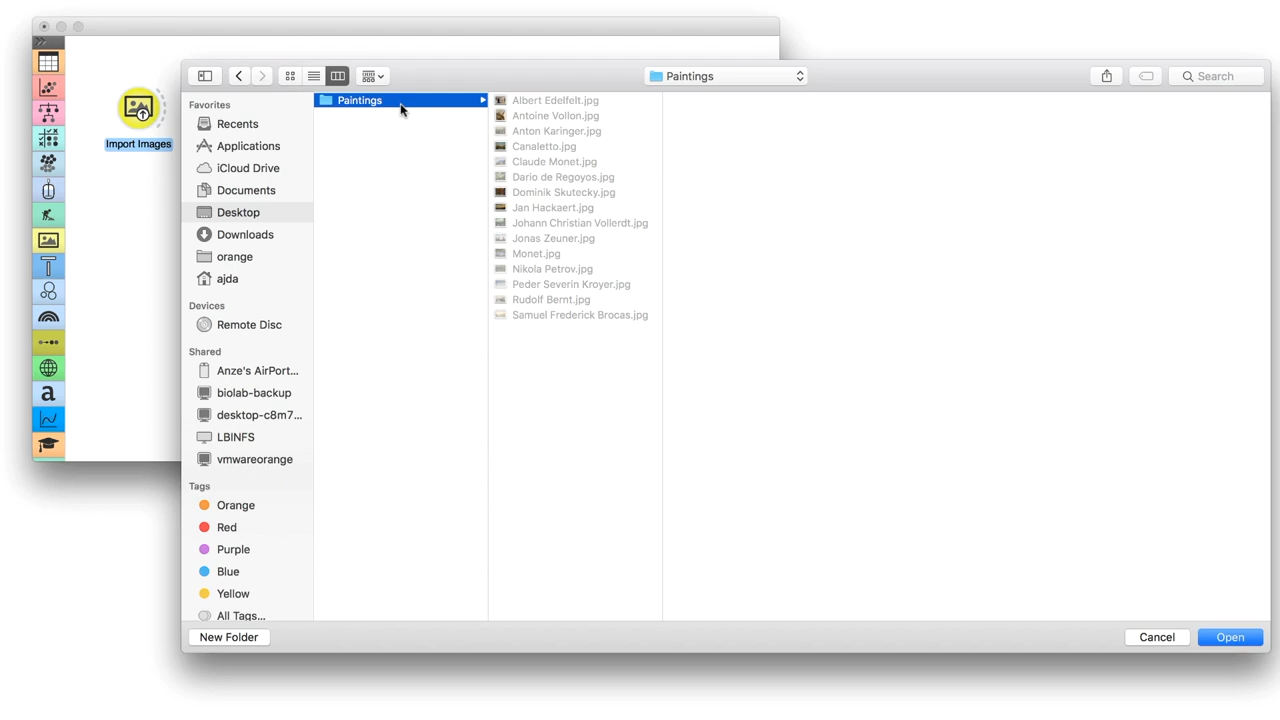 Paintings
Search
Import Images
Favorites
Recents
Applications
iCloud Drive
Documents
Desktop
Downloads
orange
ajda
Devices
Remote Disc
Shared
Anze's AirPort...
biolab-backup
desktop-c8m7...
LBINFS
vmwareorange
Tags
Orange
Red
Purple
Blue
Yellow
All Tags...
Paintings
Albert Edelfelt.jpg
Antoine Vollon.jpg
Anton Karinger.jpg
Canaletto.jpg
Claude Monet.jpg
Dario de Regoyos.jpg
Dominik Skutecky.jpg
Jan Hackaert.jpg
Johann Christian Vollerdt.jpg
Jonas Zeuner.jpg
Monet.jpg
Nikola Petrov.jpg
Peder Severin Kroyer.jpg
Rudolf Bernt.jpg
Samuel Frederick Brocas.jpg
a
New Folder
Cancel
Open